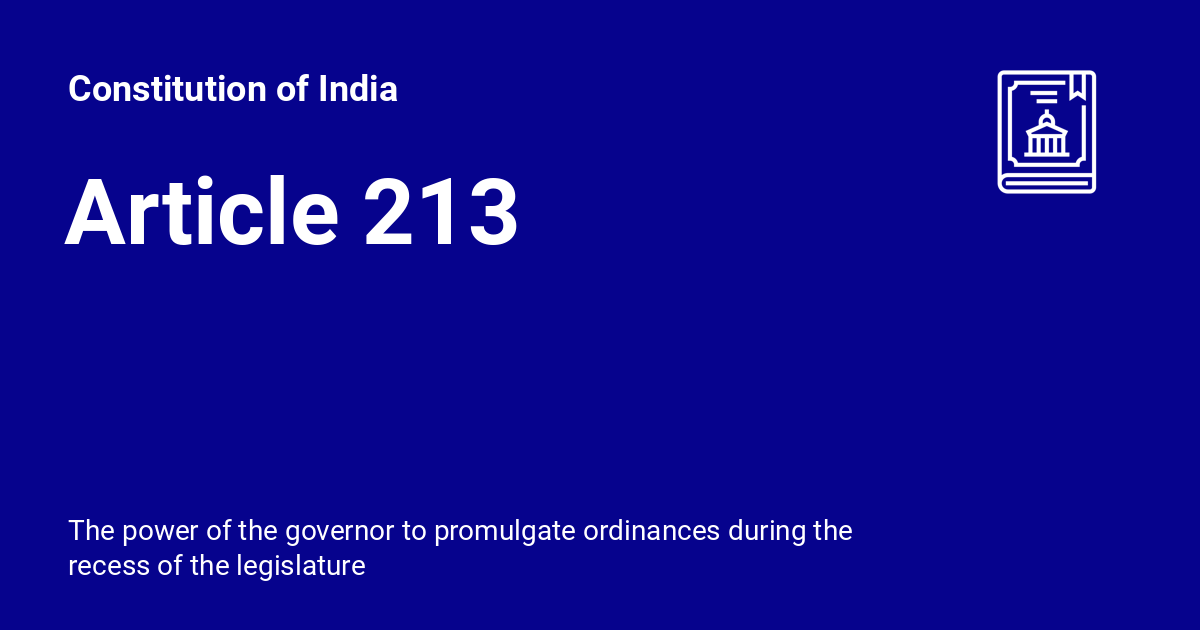 Constitution of India
Article 213
The power of the governor to promulgate ordinances during the
recess of the legislature